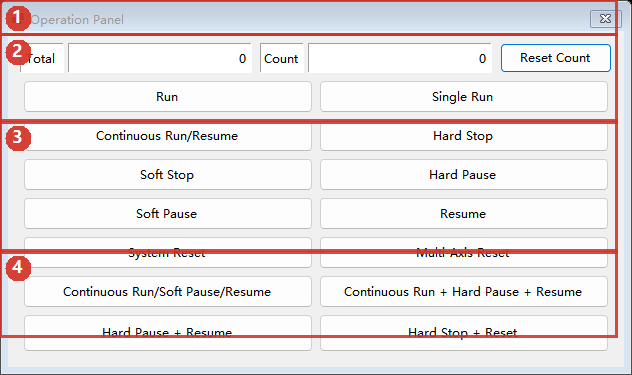 1 Operation Panel
2
Total 0 Count 0 Reset Count
Run Single Run
3
Continuous Run/Resume Hard Stop
Soft Stop Hard Pause
Soft Pause Resume
System Reset Multi-Axis Reset
4
Continuous Run/Soft Pause/Resume Continuous Run + Hard Pause + Resume
Hard Pause + Resume Hard Stop + Reset